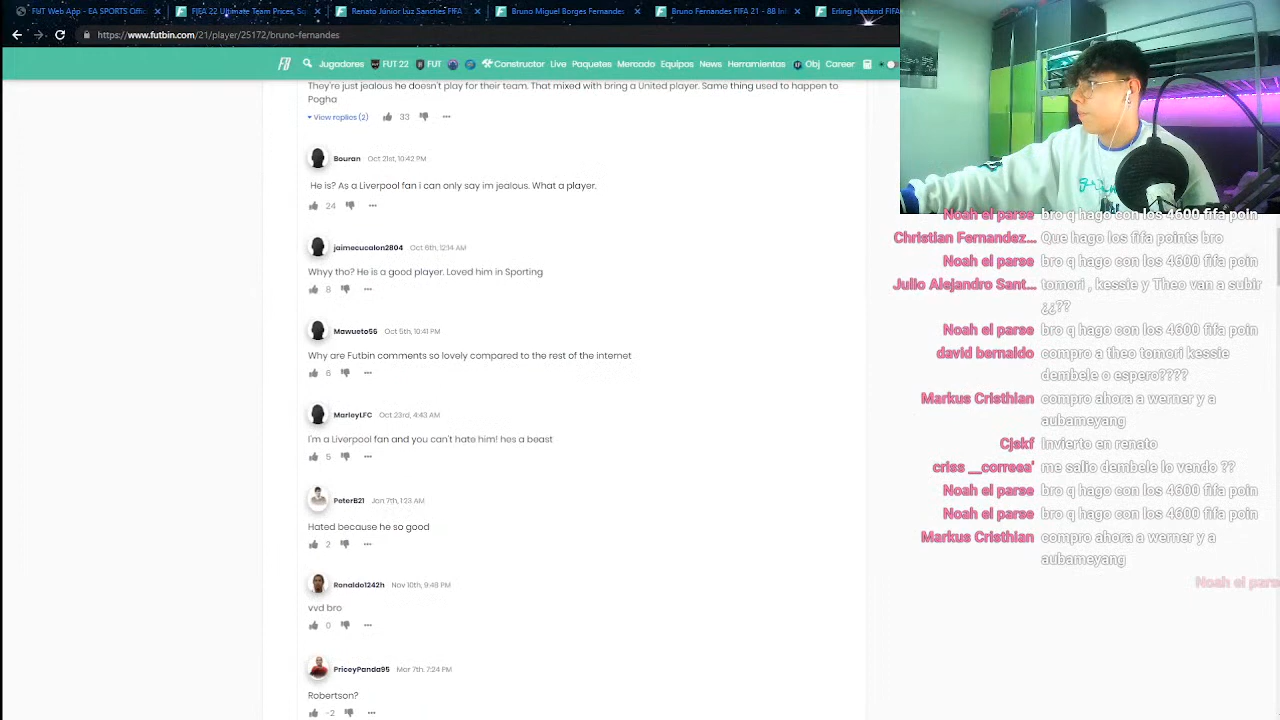 FUT Web App - EA SPORTS Offic
FIFA 22 Ultimate Team Prices, Sq
Renato Júnior Luz Sanches FIFA
Bruno Miguel Borges Fernandes
Bruno Fernandes FIFA 21 - 88 In
Erling Haaland FIFA
https://www.futbin.com/21/player/25172/bruno-fernandes
Jugadores FUT 22 FUT Constructor Live Paquetes Mercado Equipos News Herramientas Obj Career
They're just jealous he doesn't play for their team. That mixed with bring a United player. Same thing used to happen to
Pogha
View replies (2) 33
Bouran Oct 21st, 10:42 PM
He is? As a Liverpool fan i can only say im jealous. What a player.
24
jaimecucalon2804 Oct 6th, 12:14 AM
Whyy tho? He is a good player. Loved him in Sporting
8
Mawueto56 Oct 5th, 10:41 PM
Why are Futbin comments so lovely compared to the rest of the internet
6
MarleyLFC Oct 23rd, 4:43 AM
I'm a Liverpool fan and you can't hate him! hes a beast
5
PeterB21 Jan 7th, 1:23 AM
Hated because he so good
2
Ronaldo1242h Nov 10th, 9:48 PM
vvd bro
0
PriceyPanda95 Mar 7th, 7:24 PM
Robertson?
-2
Noah el parse bro q hago con los 4600 fifa poin
Christian Fernandez... Que hago los fifa points bro
Noah el parse bro q hago con los 4600 fifa poin
Julio Alejandro Sant... tomori , kessie y Theo van a subir
¿¿??
Noah el parse bro q hago con los 4600 fifa poin
david bernaldo compro a theo tomori kessie
dembele o espero????
Markus Cristhian compro ahora a werner y a
aubameyang
Cjskf Invierto en renato
criss __correea' me salio dembele lo vendo ??
Noah el parse bro q hago con los 4600 fifa poin
Noah el parse bro q hago con los 4600 fifa poin
Markus Cristhian compro ahora a werner y a
aubameyang
Noah el parse